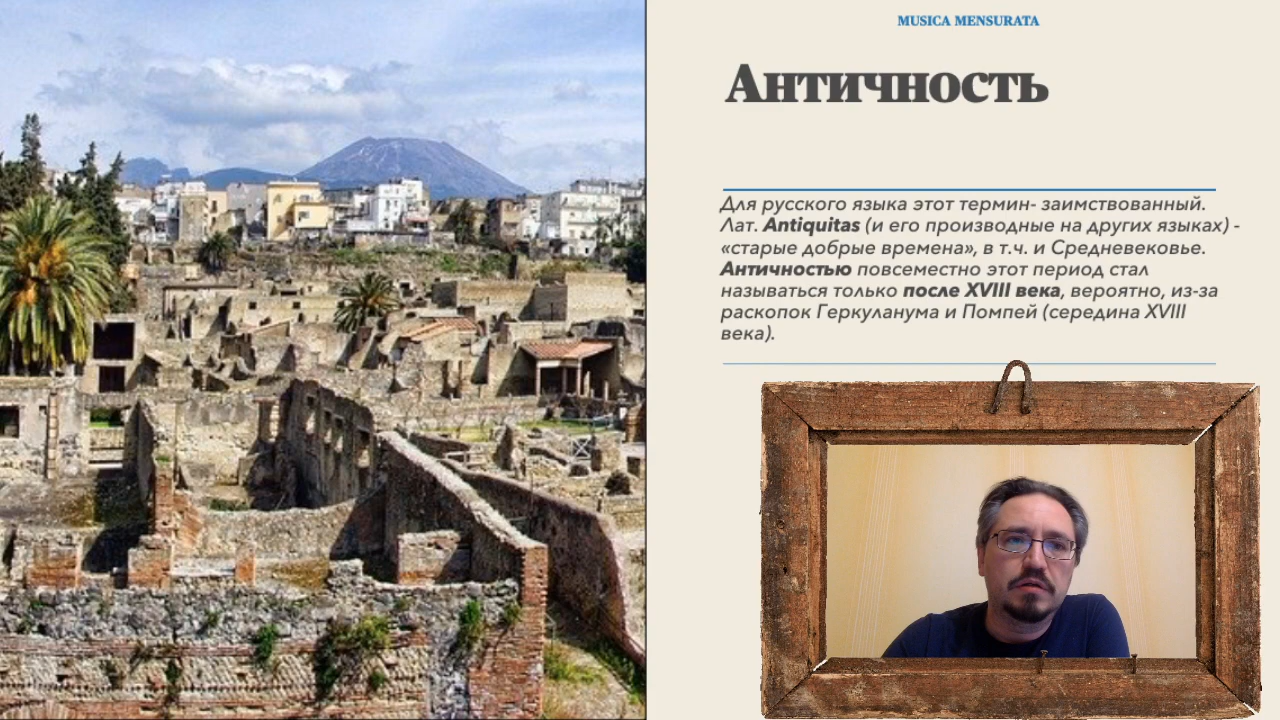 MUSICA MENSURATA
Античность
Для русского языка этот термин- заимствованный.
Лат. Antiquitas (и его производные на других языках) -
«старые добрые времена», в т.ч. и Средневековье.
Античностью повсеместно этот период стал
называться только после XVIII века, вероятно, из-за
раскопок Геркуланума и Помпей (середина XVIII
века).